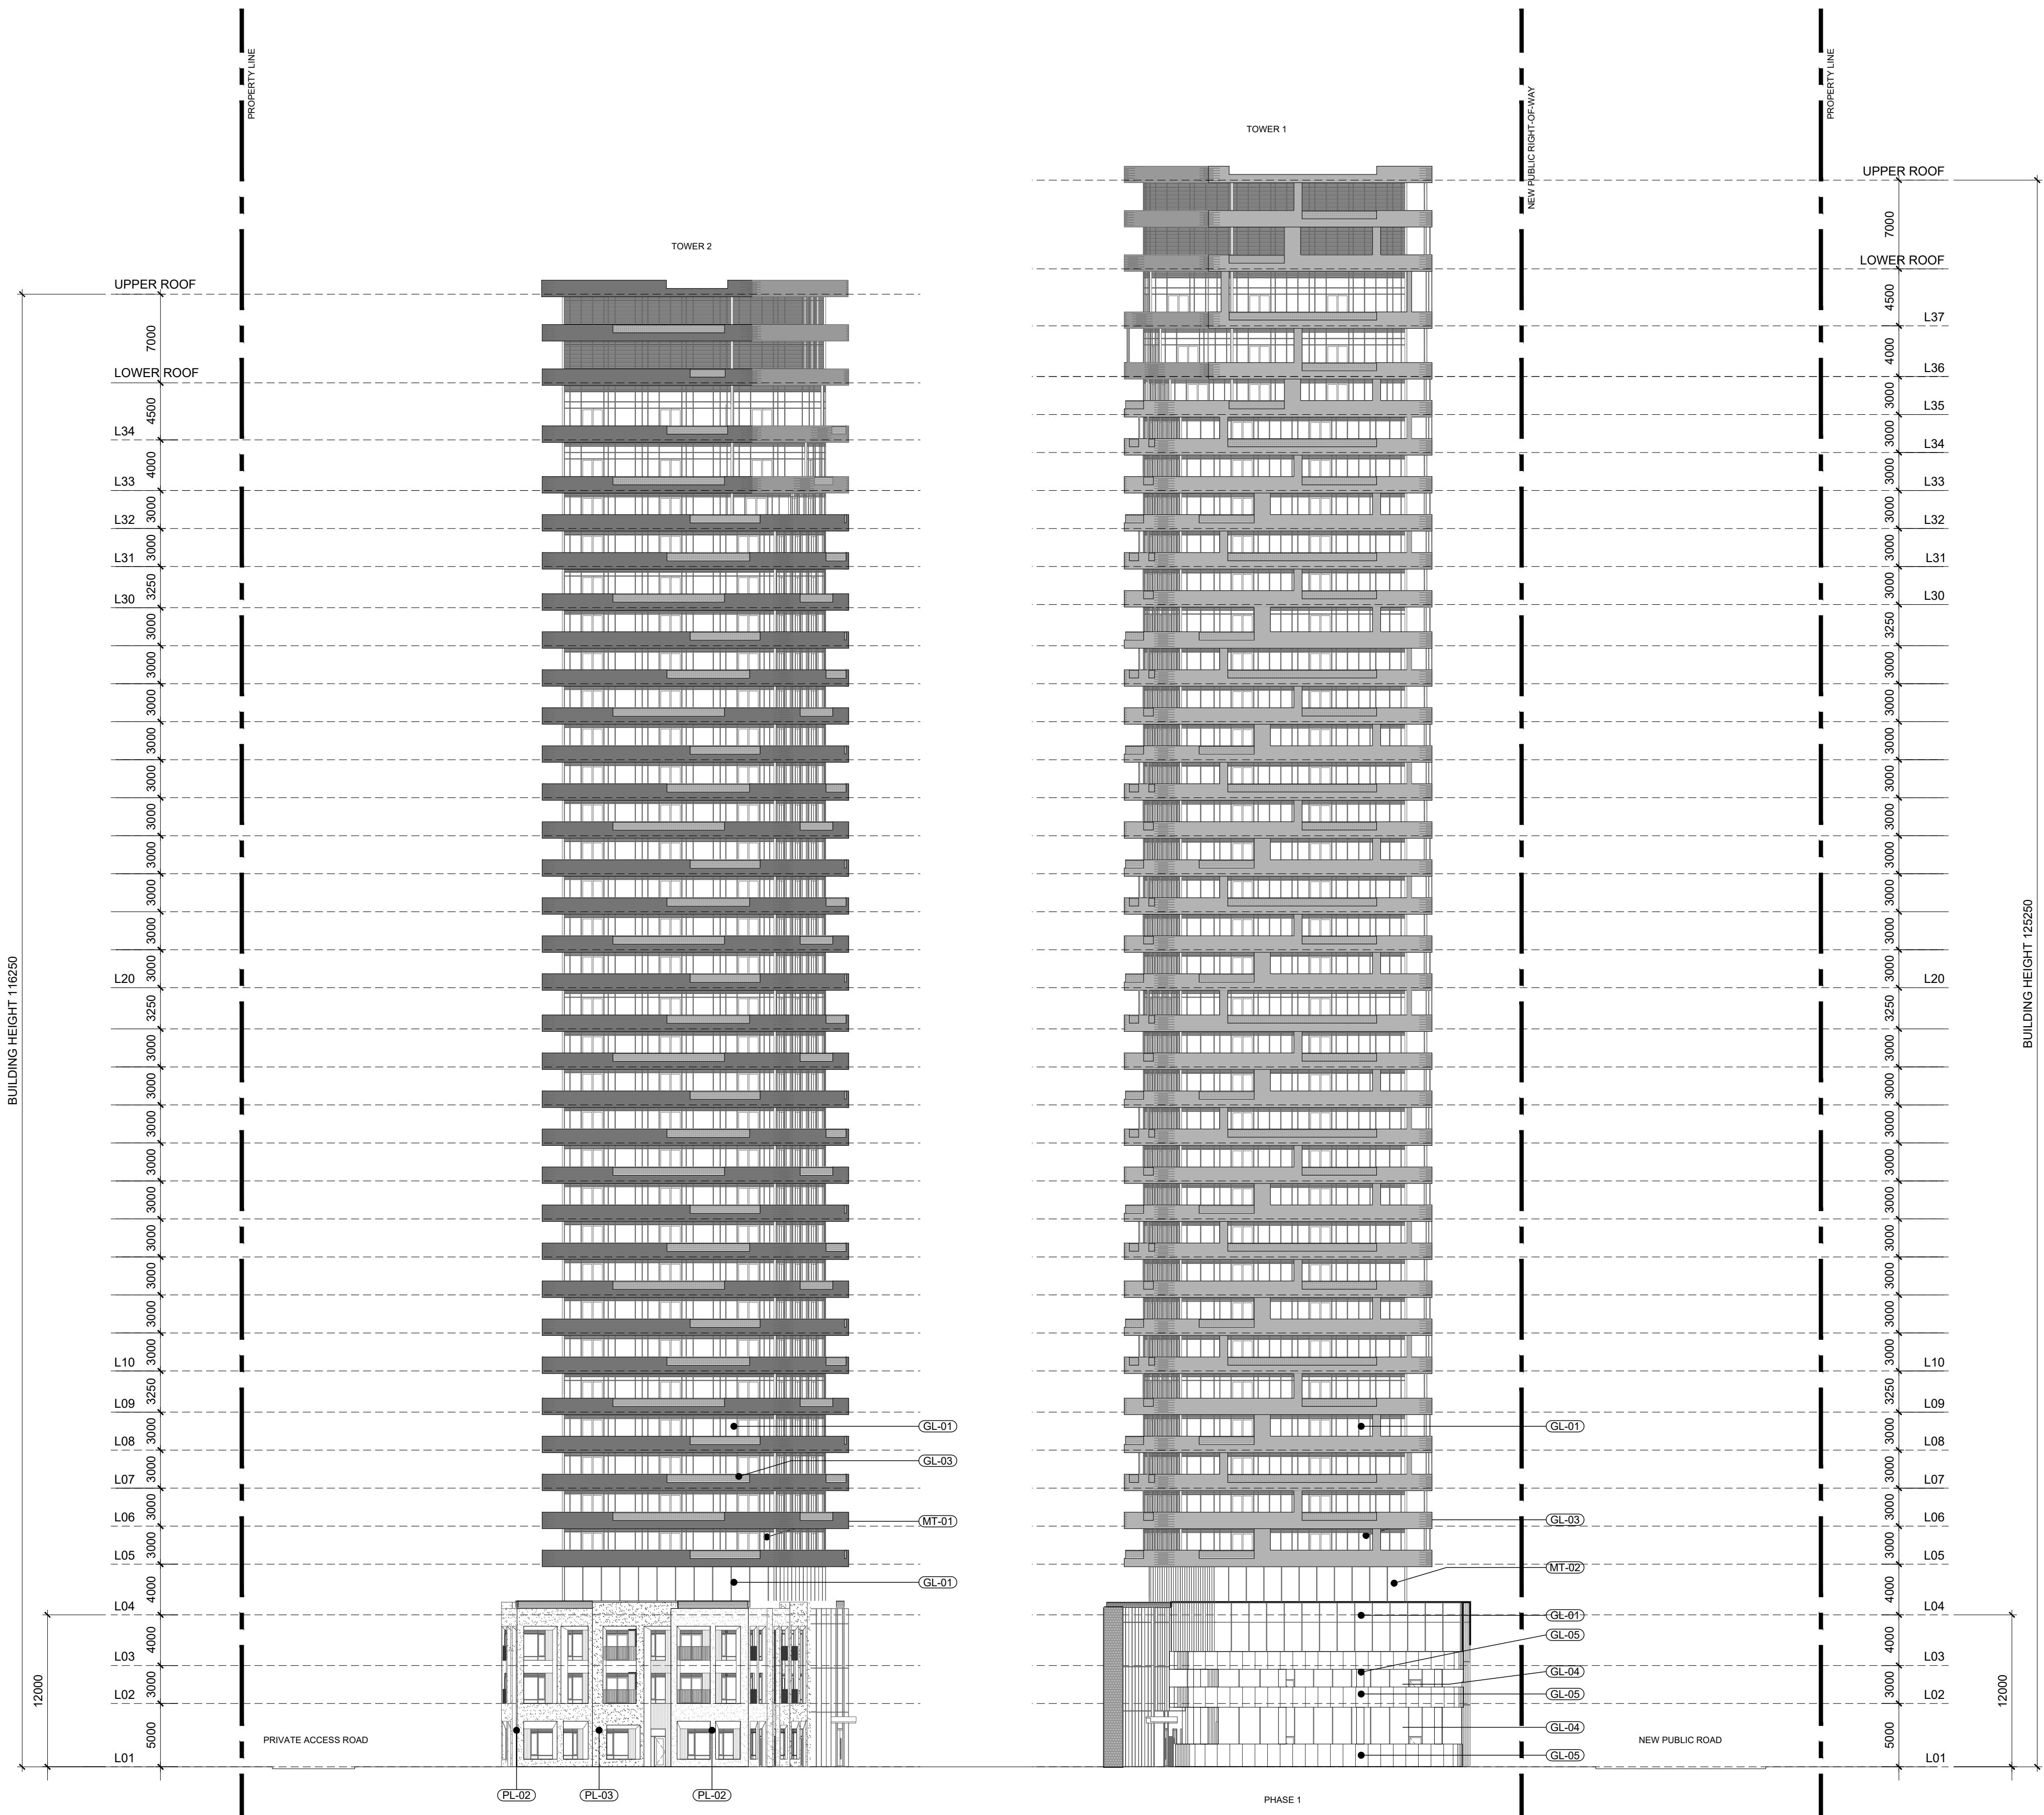 PROPERTY LINE
NEW PUBLIC RIGHT-OF-WAY
PROPERTY LINE
TOWER 2
TOWER 1
BUILDING HEIGHT 116250
UPPER ROOF
7000
LOWER ROOF
4500
L34
4000
L33
3000
L32
3000
L31
3250
L30
3000
3000
3000
3000
3000
3000
3000
3000
3000
3000
L20
3250
3000
3000
3000
3000
3000
3000
3000
3000
3000
L10
3250
L09
3000
L08
3000
L07
3000
L06
3000
L05
4000
L04
4000
L03
3000
L02
5000
L01
12000
PRIVATE ACCESS ROAD
GL-01
GL-03
MT-01
GL-01
PL-02
PL-03
PL-02
GL-01
GL-03
MT-02
GL-01
GL-05
GL-04
GL-05
GL-04
GL-05
NEW PUBLIC ROAD
PHASE 1
UPPER ROOF
7000
LOWER ROOF
4500
L37
4000
L36
3000
L35
3000
L34
3000
L33
3000
L32
3000
L31
3000
L30
3250
3000
3000
3000
3000
3000
3000
3000
3000
3000
L20
3250
3000
3000
3000
3000
3000
3000
3000
3000
3000
L10
3250
L09
3000
L08
3000
L07
3000
L06
3000
L05
4000
L04
4000
L03
3000
L02
5000
L01
12000
BUILDING HEIGHT 125250